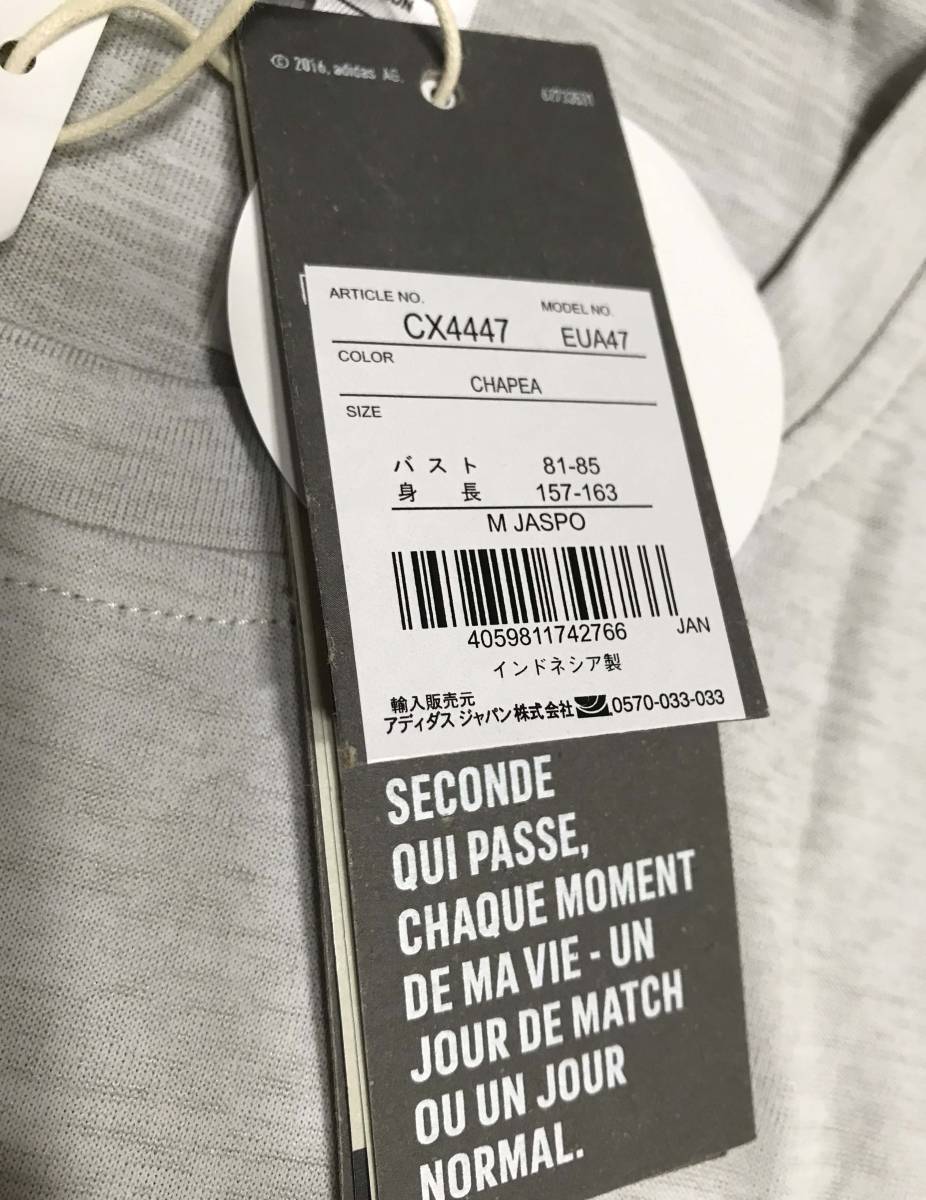 © 2016, adidas AG.
ARTICLE NO.
MODEL NO.
CX4447
EUA47
COLOR
CHAPEA
SIZE
バスト 81-85
身長 157-163
M JASPO
4059811742766
JAN
インドネシア製
輸入販売元
アディダス ジャパン株式会社 0570-033-033
SECONDE
QUI PASSE,
CHAQUE MOMENT
DE MA VIE - UN
JOUR DE MATCH
OU UN JOUR
NORMAL.